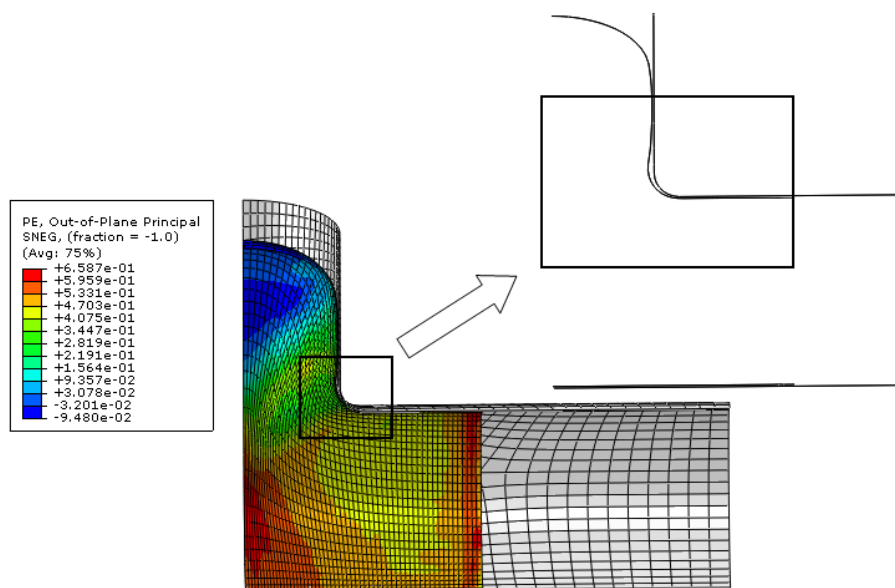 PE, Out-of-Plane Principal
SNEG, (fraction = -1.0)
(Avg: 75%)
+6.587e-01
+5.959e-01
+5.331e-01
+4.703e-01
+4.075e-01
+3.447e-01
+2.819e-01
+2.191e-01
+1.564e-01
+9.357e-02
+3.078e-02
-3.201e-02
-9.480e-02